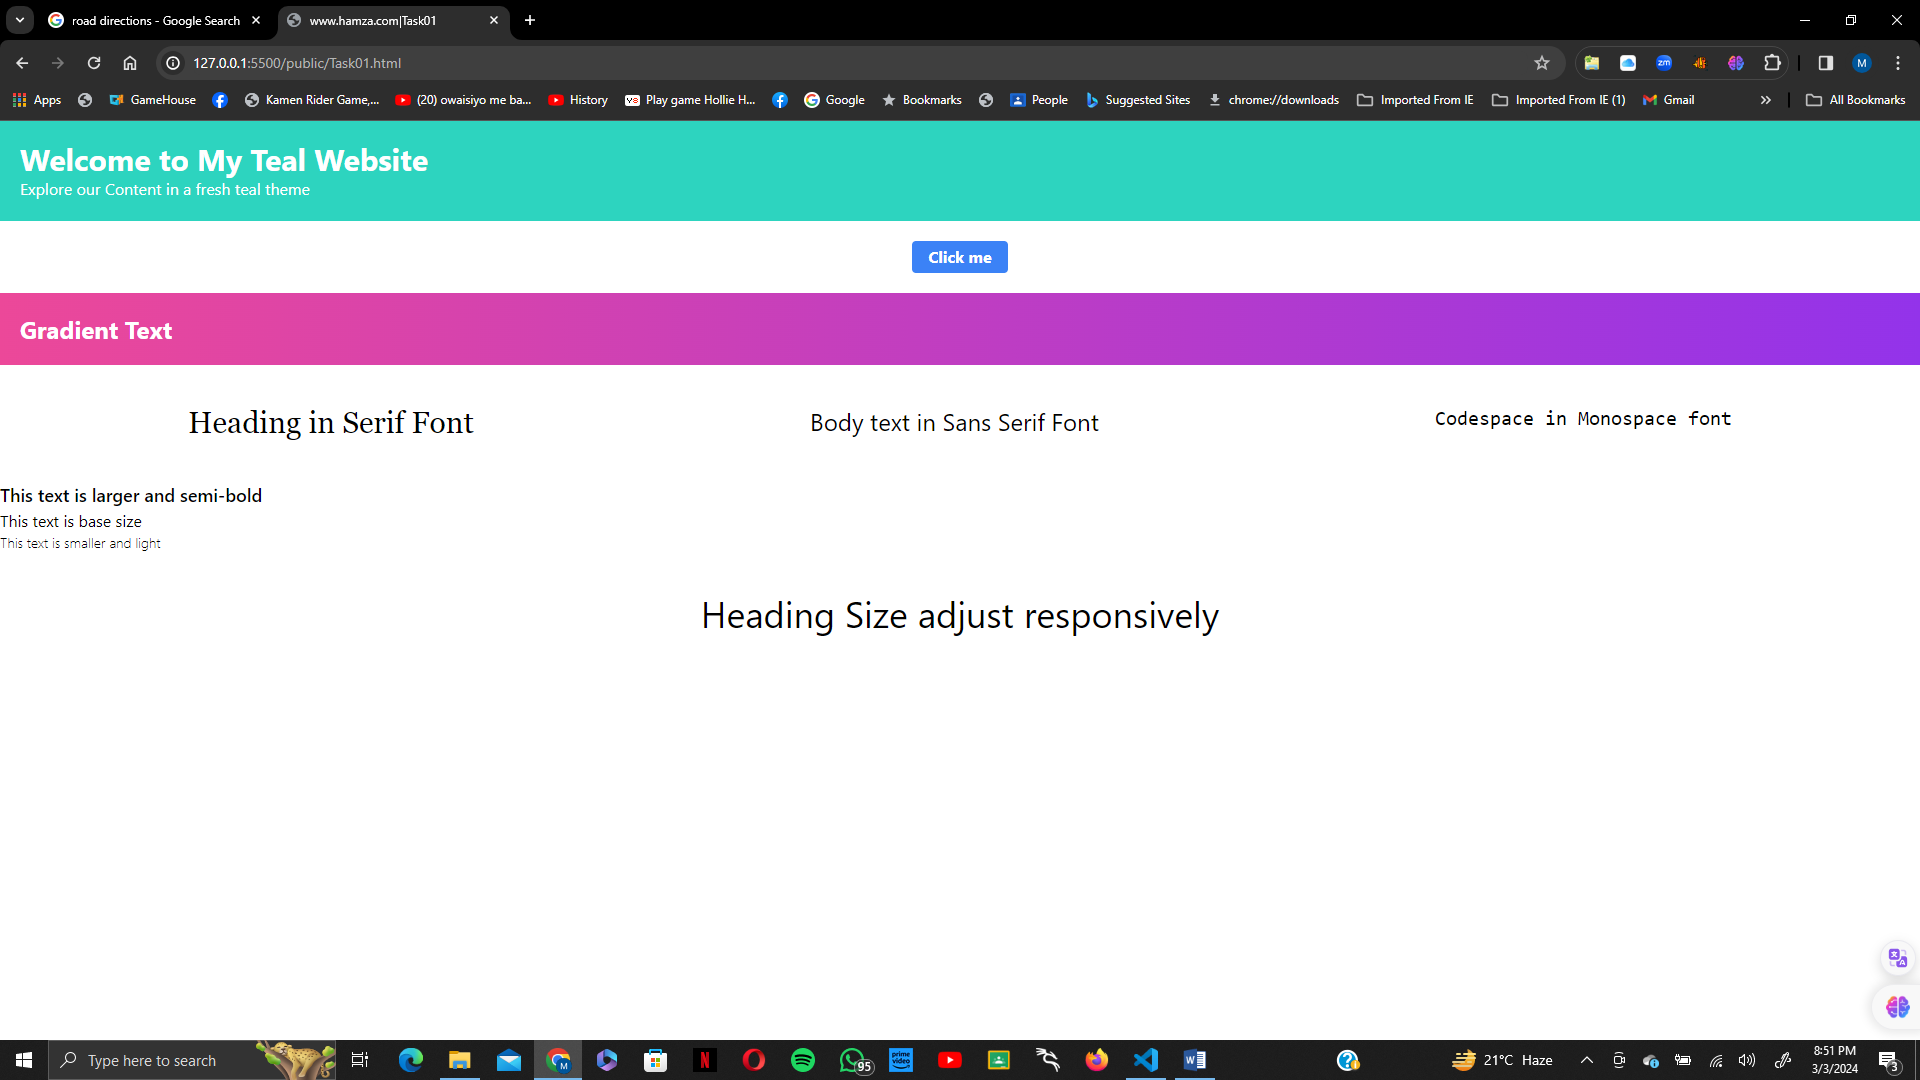 road directions - Google Search
www.hamza.com|Task01
127.0.0.1:5500/public/Task01.html
zm
M
Apps
GameHouse
Kamen Rider Game,...
(20) owaisiyo me ba...
History
Play game Hollie H...
Google
Bookmarks
People
Suggested Sites
chrome://downloads
Imported From IE
Imported From IE (1)
Gmail
All Bookmarks
Welcome to My Teal Website
Explore our Content in a fresh teal theme
Click me
Gradient Text
Heading in Serif Font
Body text in Sans Serif Font
Codespace in Monospace font
This text is larger and semi-bold
This text is base size
This text is smaller and light
Heading Size adjust responsively
Type here to search
M
95
prime video
21°C Haze
8:51 PM
3/3/2024
3